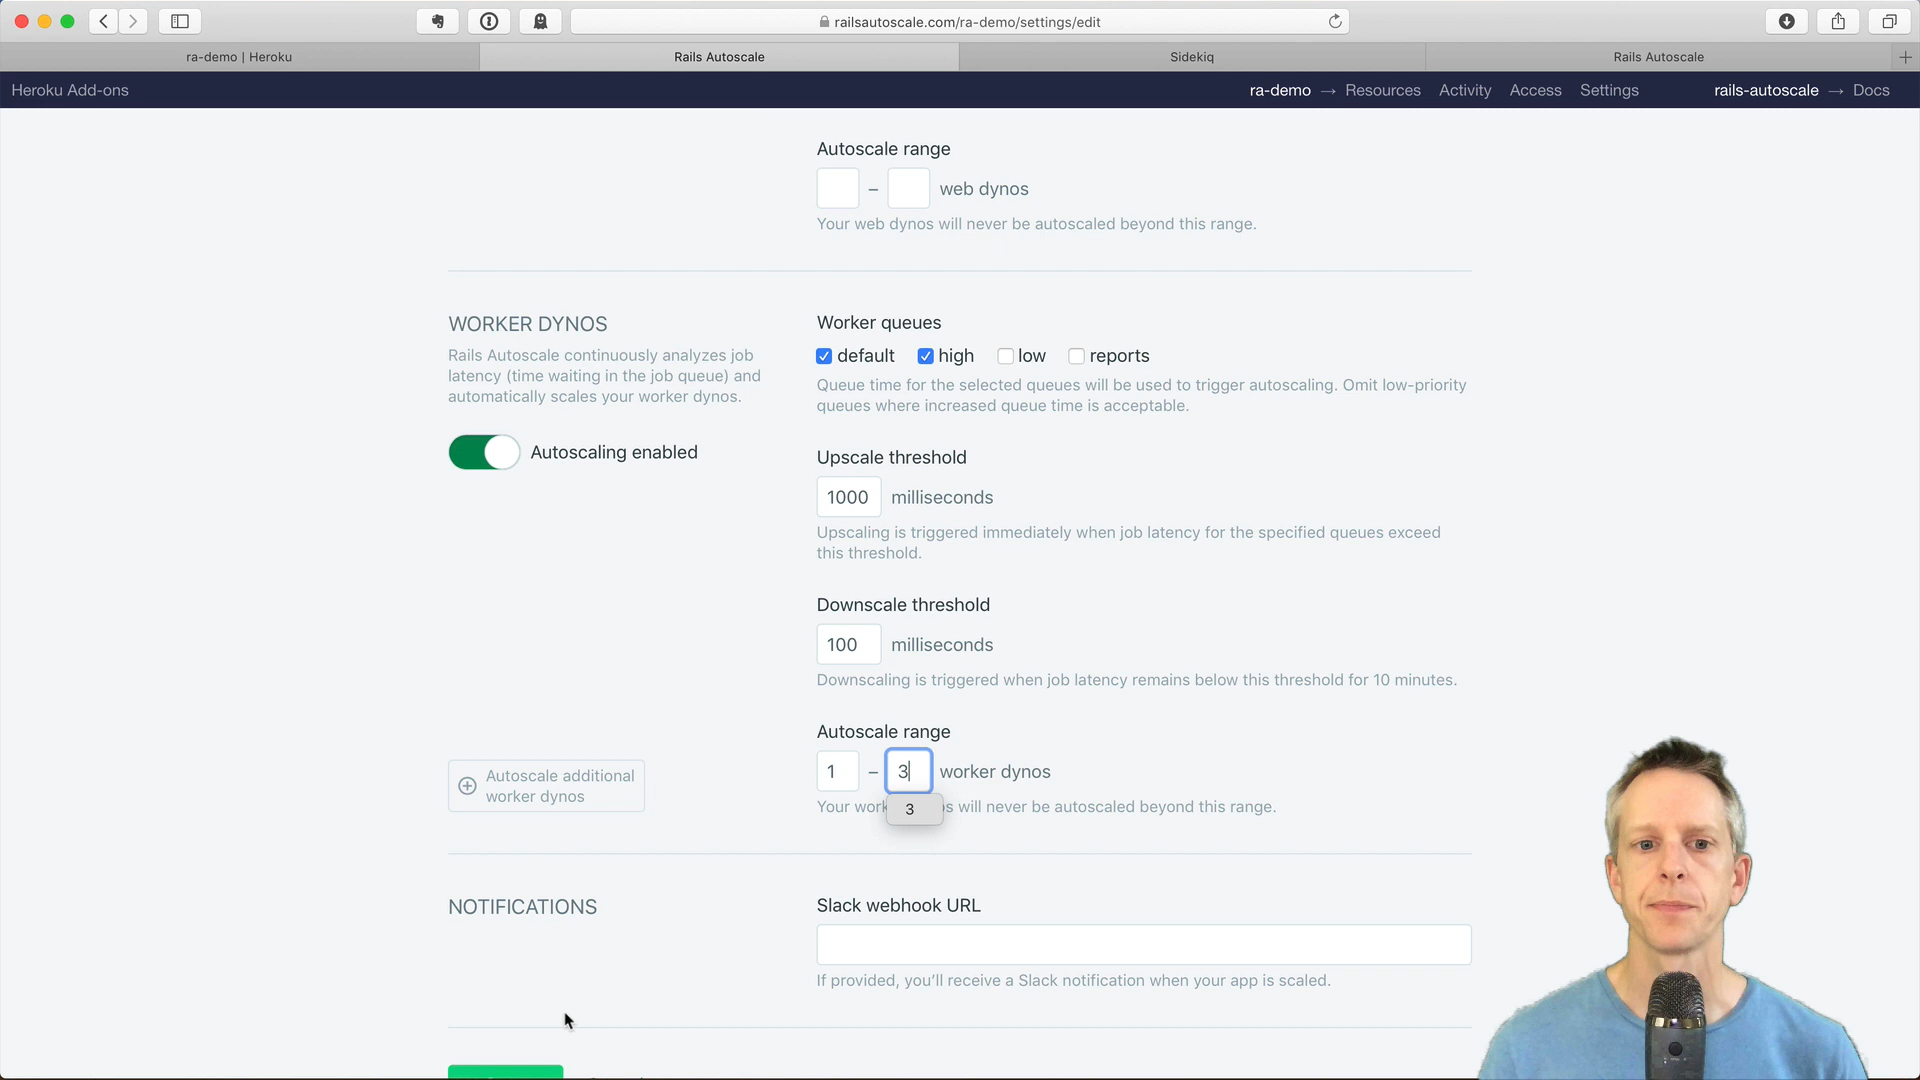 railsautoscale.com/ra-demo/settings/edit
ra-demo | Heroku
Rails Autoscale
Sidekiq
Rails Autoscale
Heroku Add-ons
ra-demo → Resources Activity Access Settings rails-autoscale → Docs
Autoscale range
– web dynos
Your web dynos will never be autoscaled beyond this range.
WORKER DYNOS
Rails Autoscale continuously analyzes job
latency (time waiting in the job queue) and
automatically scales your worker dynos.
Autoscaling enabled
Worker queues
default high low reports
Queue time for the selected queues will be used to trigger autoscaling. Omit low-priority
queues where increased queue time is acceptable.
Upscale threshold
1000 milliseconds
Upscaling is triggered immediately when job latency for the specified queues exceed
this threshold.
Downscale threshold
100 milliseconds
Downscaling is triggered when job latency remains below this threshold for 10 minutes.
Autoscale range
1 – 3 worker dynos
3
Your work s will never be autoscaled beyond this range.
Autoscale additional
worker dynos
NOTIFICATIONS
Slack webhook URL
If provided, you’ll receive a Slack notification when your app is scaled.